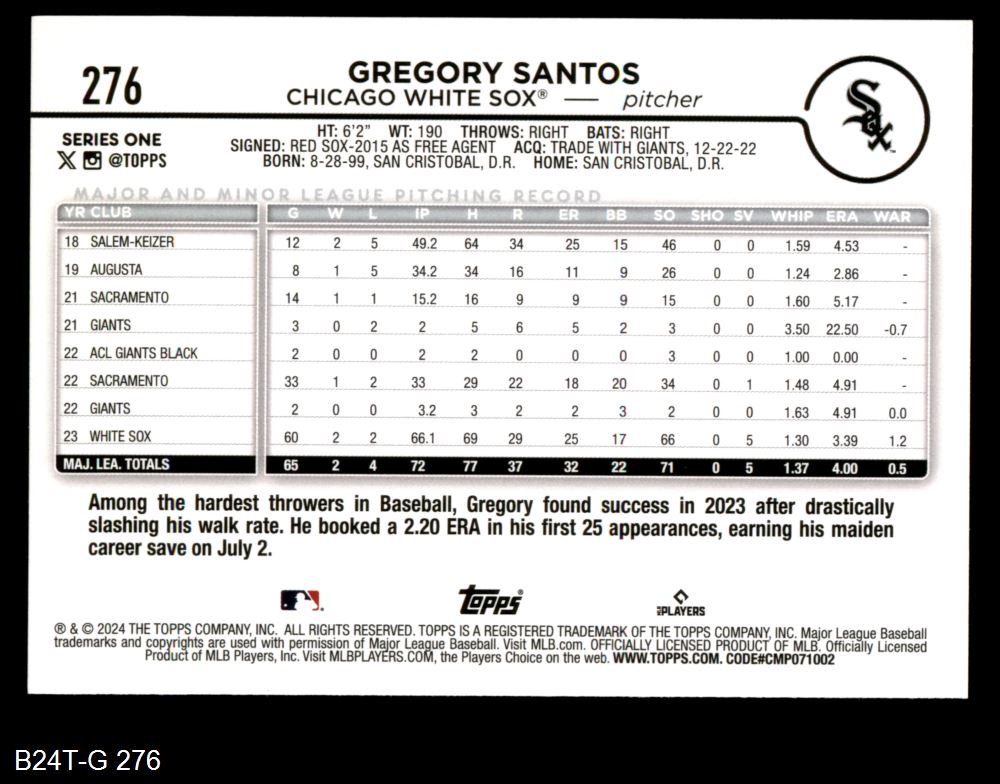 276
GREGORY SANTOS
CHICAGO WHITE SOX® — pitcher
Sox
SERIES ONE
@TOPPS
HT: 6'2" WT: 190 THROWS: RIGHT BATS: RIGHT
SIGNED: RED SOX-2015 AS FREE AGENT ACQ: TRADE WITH GIANTS, 12-22-22
BORN: 8-28-99, SAN CRISTOBAL, D.R. HOME: SAN CRISTOBAL, D.R.
MAJOR AND MINOR LEAGUE PITCHING RECORD
YR CLUB G W L IP H R ER BB SO SHO SV WHIP ERA WAR
18 SALEM-KEIZER 12 2 5 49.2 64 34 25 15 46 0 0 1.59 4.53 -
19 AUGUSTA 8 1 5 34.2 34 16 11 9 26 0 0 1.24 2.86 -
21 SACRAMENTO 14 1 1 15.2 16 9 9 9 15 0 0 1.60 5.17 -
21 GIANTS 3 0 2 2 5 6 5 2 3 0 0 3.50 22.50 -0.7
22 ACL GIANTS BLACK 2 0 0 2 2 0 0 0 3 0 0 1.00 0.00 -
22 SACRAMENTO 33 1 2 33 29 22 18 20 34 0 1 1.48 4.91 -
22 GIANTS 2 0 0 3.2 3 2 2 3 2 0 0 1.63 4.91 0.0
23 WHITE SOX 60 2 2 66.1 69 29 25 17 66 0 5 1.30 3.39 1.2
MAJ. LEA. TOTALS 65 2 4 72 77 37 32 22 71 0 5 1.37 4.00 0.5
Among the hardest throwers in Baseball, Gregory found success in 2023 after drastically
slashing his walk rate. He booked a 2.20 ERA in his first 25 appearances, earning his maiden
career save on July 2.
Topps®
MLB PLAYERS
® & © 2024 THE TOPPS COMPANY, INC. ALL RIGHTS RESERVED. TOPPS IS A REGISTERED TRADEMARK OF THE TOPPS COMPANY, INC. Major League Baseball
trademarks and copyrights are used with permission of Major League Baseball. Visit MLB.com. OFFICIALLY LICENSED PRODUCT OF MLB. Officially Licensed
Product of MLB Players, Inc. Visit MLBPLAYERS.COM, the Players Choice on the web. WWW.TOPPS.COM. CODE#CMP071002
B24T-G 276